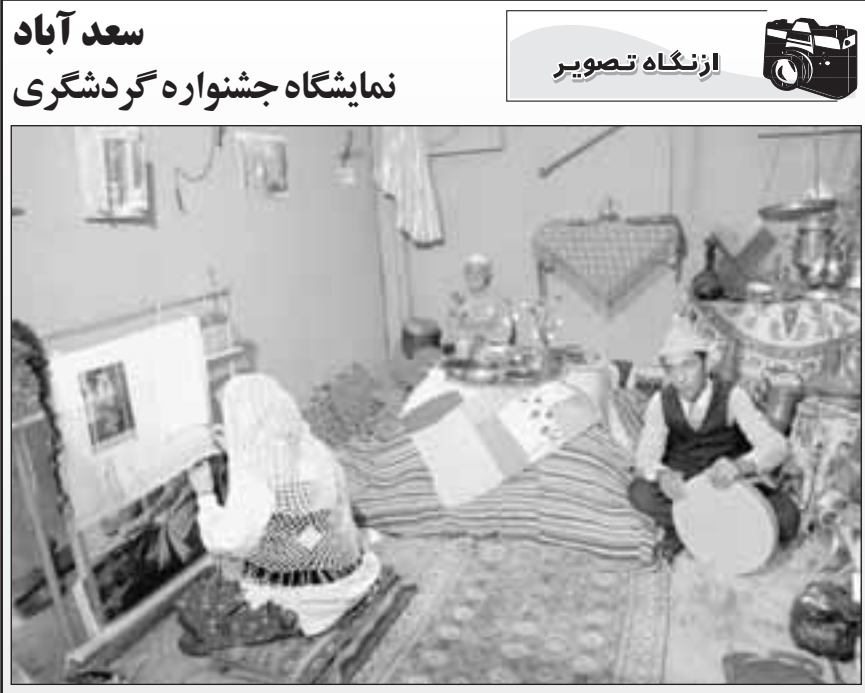 ازنگاه تصویر
سعد آباد
نمایشگاه جشنواره گردشگری